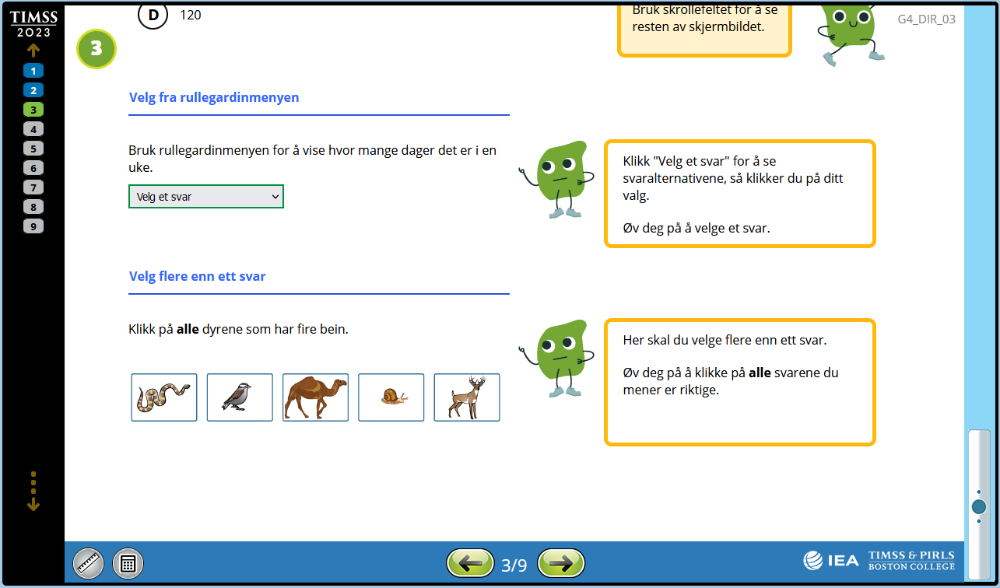 TIMSS
2023
1
2
3
4
5
6
7
8
9
D 120
3
Bruk skrollefeltet for å se
resten av skjermbildet.
G4_DIR_03
Velg fra rullegardinmenyen
Bruk rullegardinmenyen for å vise hvor mange dager det er i en
uke.
Velg et svar
Klikk "Velg et svar" for å se
svaralternativene, så klikker du på ditt
valg.
Øv deg på å velge et svar.
Velg flere enn ett svar
Klikk på alle dyrene som har fire bein.
Her skal du velge flere enn ett svar.
Øv deg på å klikke på alle svarene du
mener er riktige.
3/9
IEA
TIMSS & PIRLS
BOSTON COLLEGE